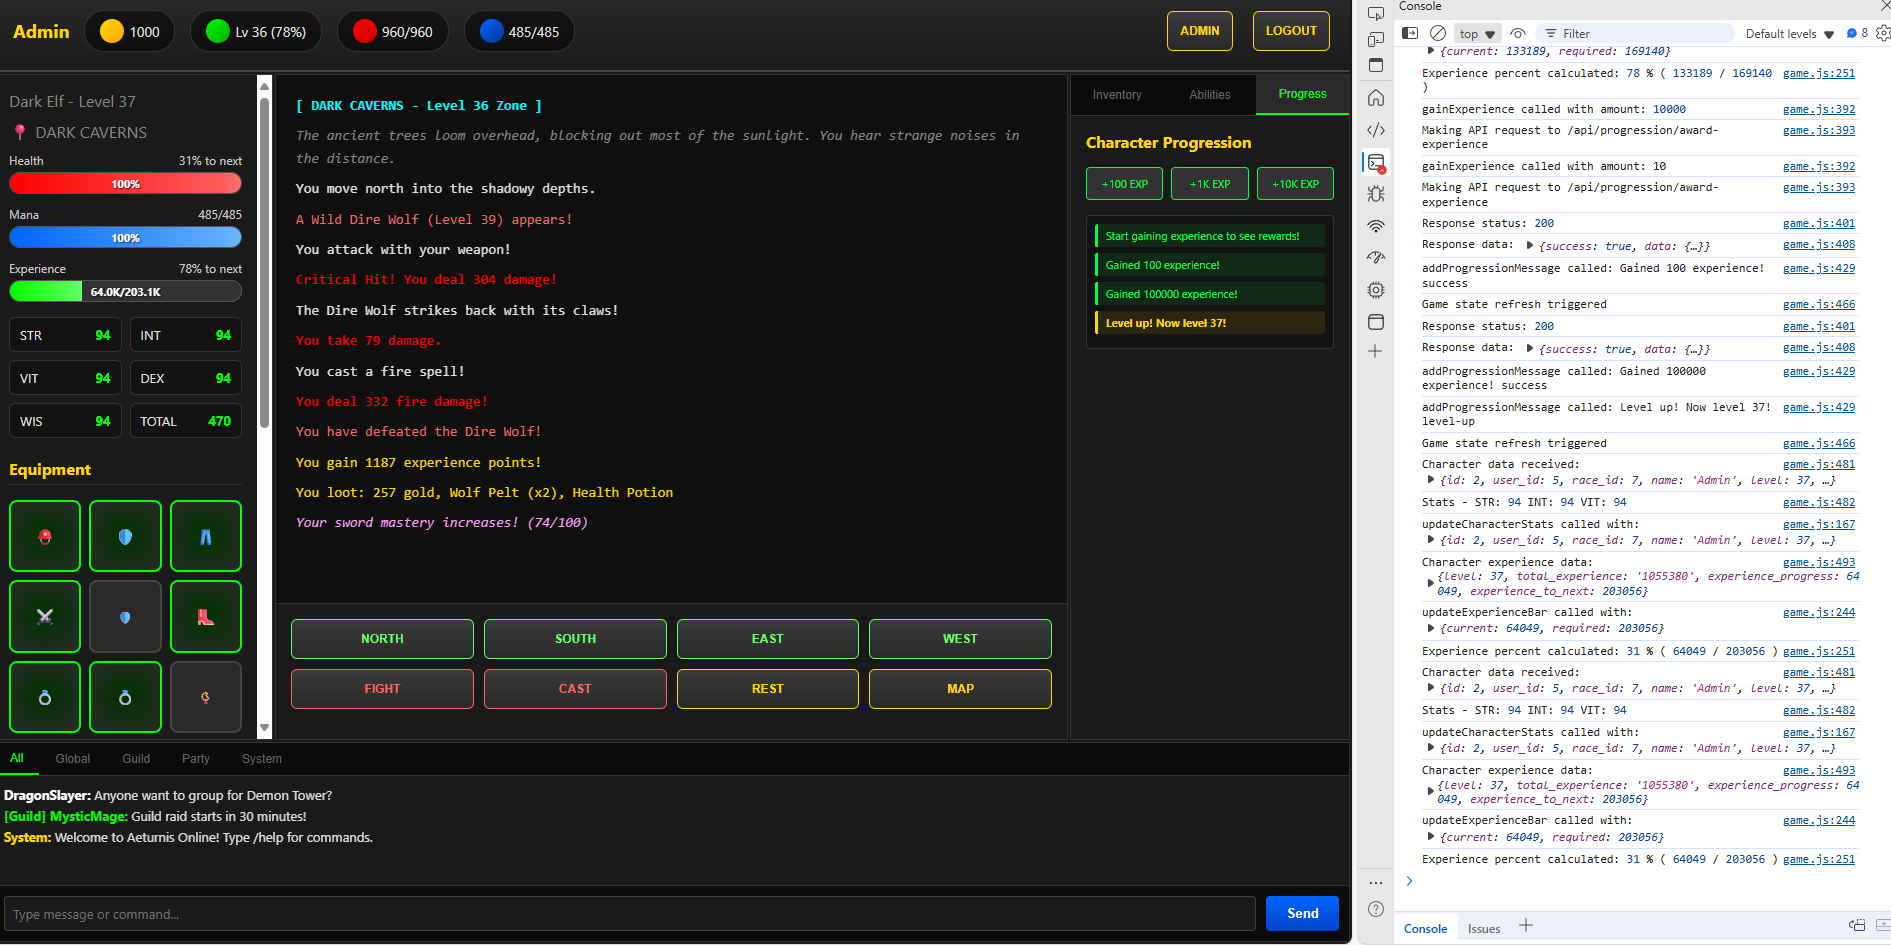 Admin
1000
Lv 36 (78%)
960/960
485/485
ADMIN
LOGOUT
Dark Elf - Level 37
DARK CAVERNS
Health 31% to next
100%
Mana 485/485
100%
Experience 78% to next
64.0K/203.1K
STR 94
INT 94
VIT 94
DEX 94
WIS 94
TOTAL 470
Equipment
[ DARK CAVERNS - Level 36 Zone ]
The ancient trees loom overhead, blocking out most of the sunlight. You hear strange noises in
the distance.
You move north into the shadowy depths.
A Wild Dire Wolf (Level 39) appears!
You attack with your weapon!
Critical Hit! You deal 304 damage!
The Dire Wolf strikes back with its claws!
You take 79 damage.
You cast a fire spell!
You deal 332 fire damage!
You have defeated the Dire Wolf!
You gain 1187 experience points!
You loot: 257 gold, Wolf Pelt (x2), Health Potion
Your sword mastery increases! (74/100)
NORTH
SOUTH
EAST
WEST
FIGHT
CAST
REST
MAP
Inventory
Abilities
Progress
Character Progression
+100 EXP
+1K EXP
+10K EXP
Start gaining experience to see rewards!
Gained 100 experience!
Gained 100000 experience!
Level up! Now level 37!
All
Global
Guild
Party
System
DragonSlayer: Anyone want to group for Demon Tower?
[Guild] MysticMage: Guild raid starts in 30 minutes!
System: Welcome to Aeturnis Online! Type /help for commands.
Type message or command...
Send
Console
top
Filter
Default levels
8
{current: 133189, required: 169140}
Experience percent calculated: 78 % ( 133189 / 169140 game.js:251
)
gainExperience called with amount: 10000 game.js:392
Making API request to /api/progression/award- game.js:393
experience
gainExperience called with amount: 10 game.js:392
Making API request to /api/progression/award- game.js:393
experience
Response status: 200 game.js:401
Response data: {success: true, data: {…}} game.js:408
addProgressionMessage called: Gained 100 experience! game.js:429
success
Game state refresh triggered game.js:466
Response status: 200 game.js:401
Response data: {success: true, data: {…}} game.js:408
addProgressionMessage called: Gained 100000 game.js:429
experience! success
addProgressionMessage called: Level up! Now level 37! game.js:429
level-up
Game state refresh triggered game.js:466
Character data received: game.js:481
{id: 2, user_id: 5, race_id: 7, name: 'Admin', level: 37, …}
Stats - STR: 94 INT: 94 VIT: 94 game.js:482
updateCharacterStats called with: game.js:167
{id: 2, user_id: 5, race_id: 7, name: 'Admin', level: 37, …}
Character experience data: game.js:493
{level: 37, total_experience: '1055380', experience_progress: 64
049, experience_to_next: 203056}
updateExperienceBar called with: game.js:244
{current: 64049, required: 203056}
Experience percent calculated: 31 % ( 64049 / 203056 ) game.js:251
Character data received: game.js:481
{id: 2, user_id: 5, race_id: 7, name: 'Admin', level: 37, …}
Stats - STR: 94 INT: 94 VIT: 94 game.js:482
updateCharacterStats called with: game.js:167
{id: 2, user_id: 5, race_id: 7, name: 'Admin', level: 37, …}
Character experience data: game.js:493
{level: 37, total_experience: '1055380', experience_progress: 64
049, experience_to_next: 203056}
updateExperienceBar called with: game.js:244
{current: 64049, required: 203056}
Experience percent calculated: 31 % ( 64049 / 203056 ) game.js:251
Console
Issues